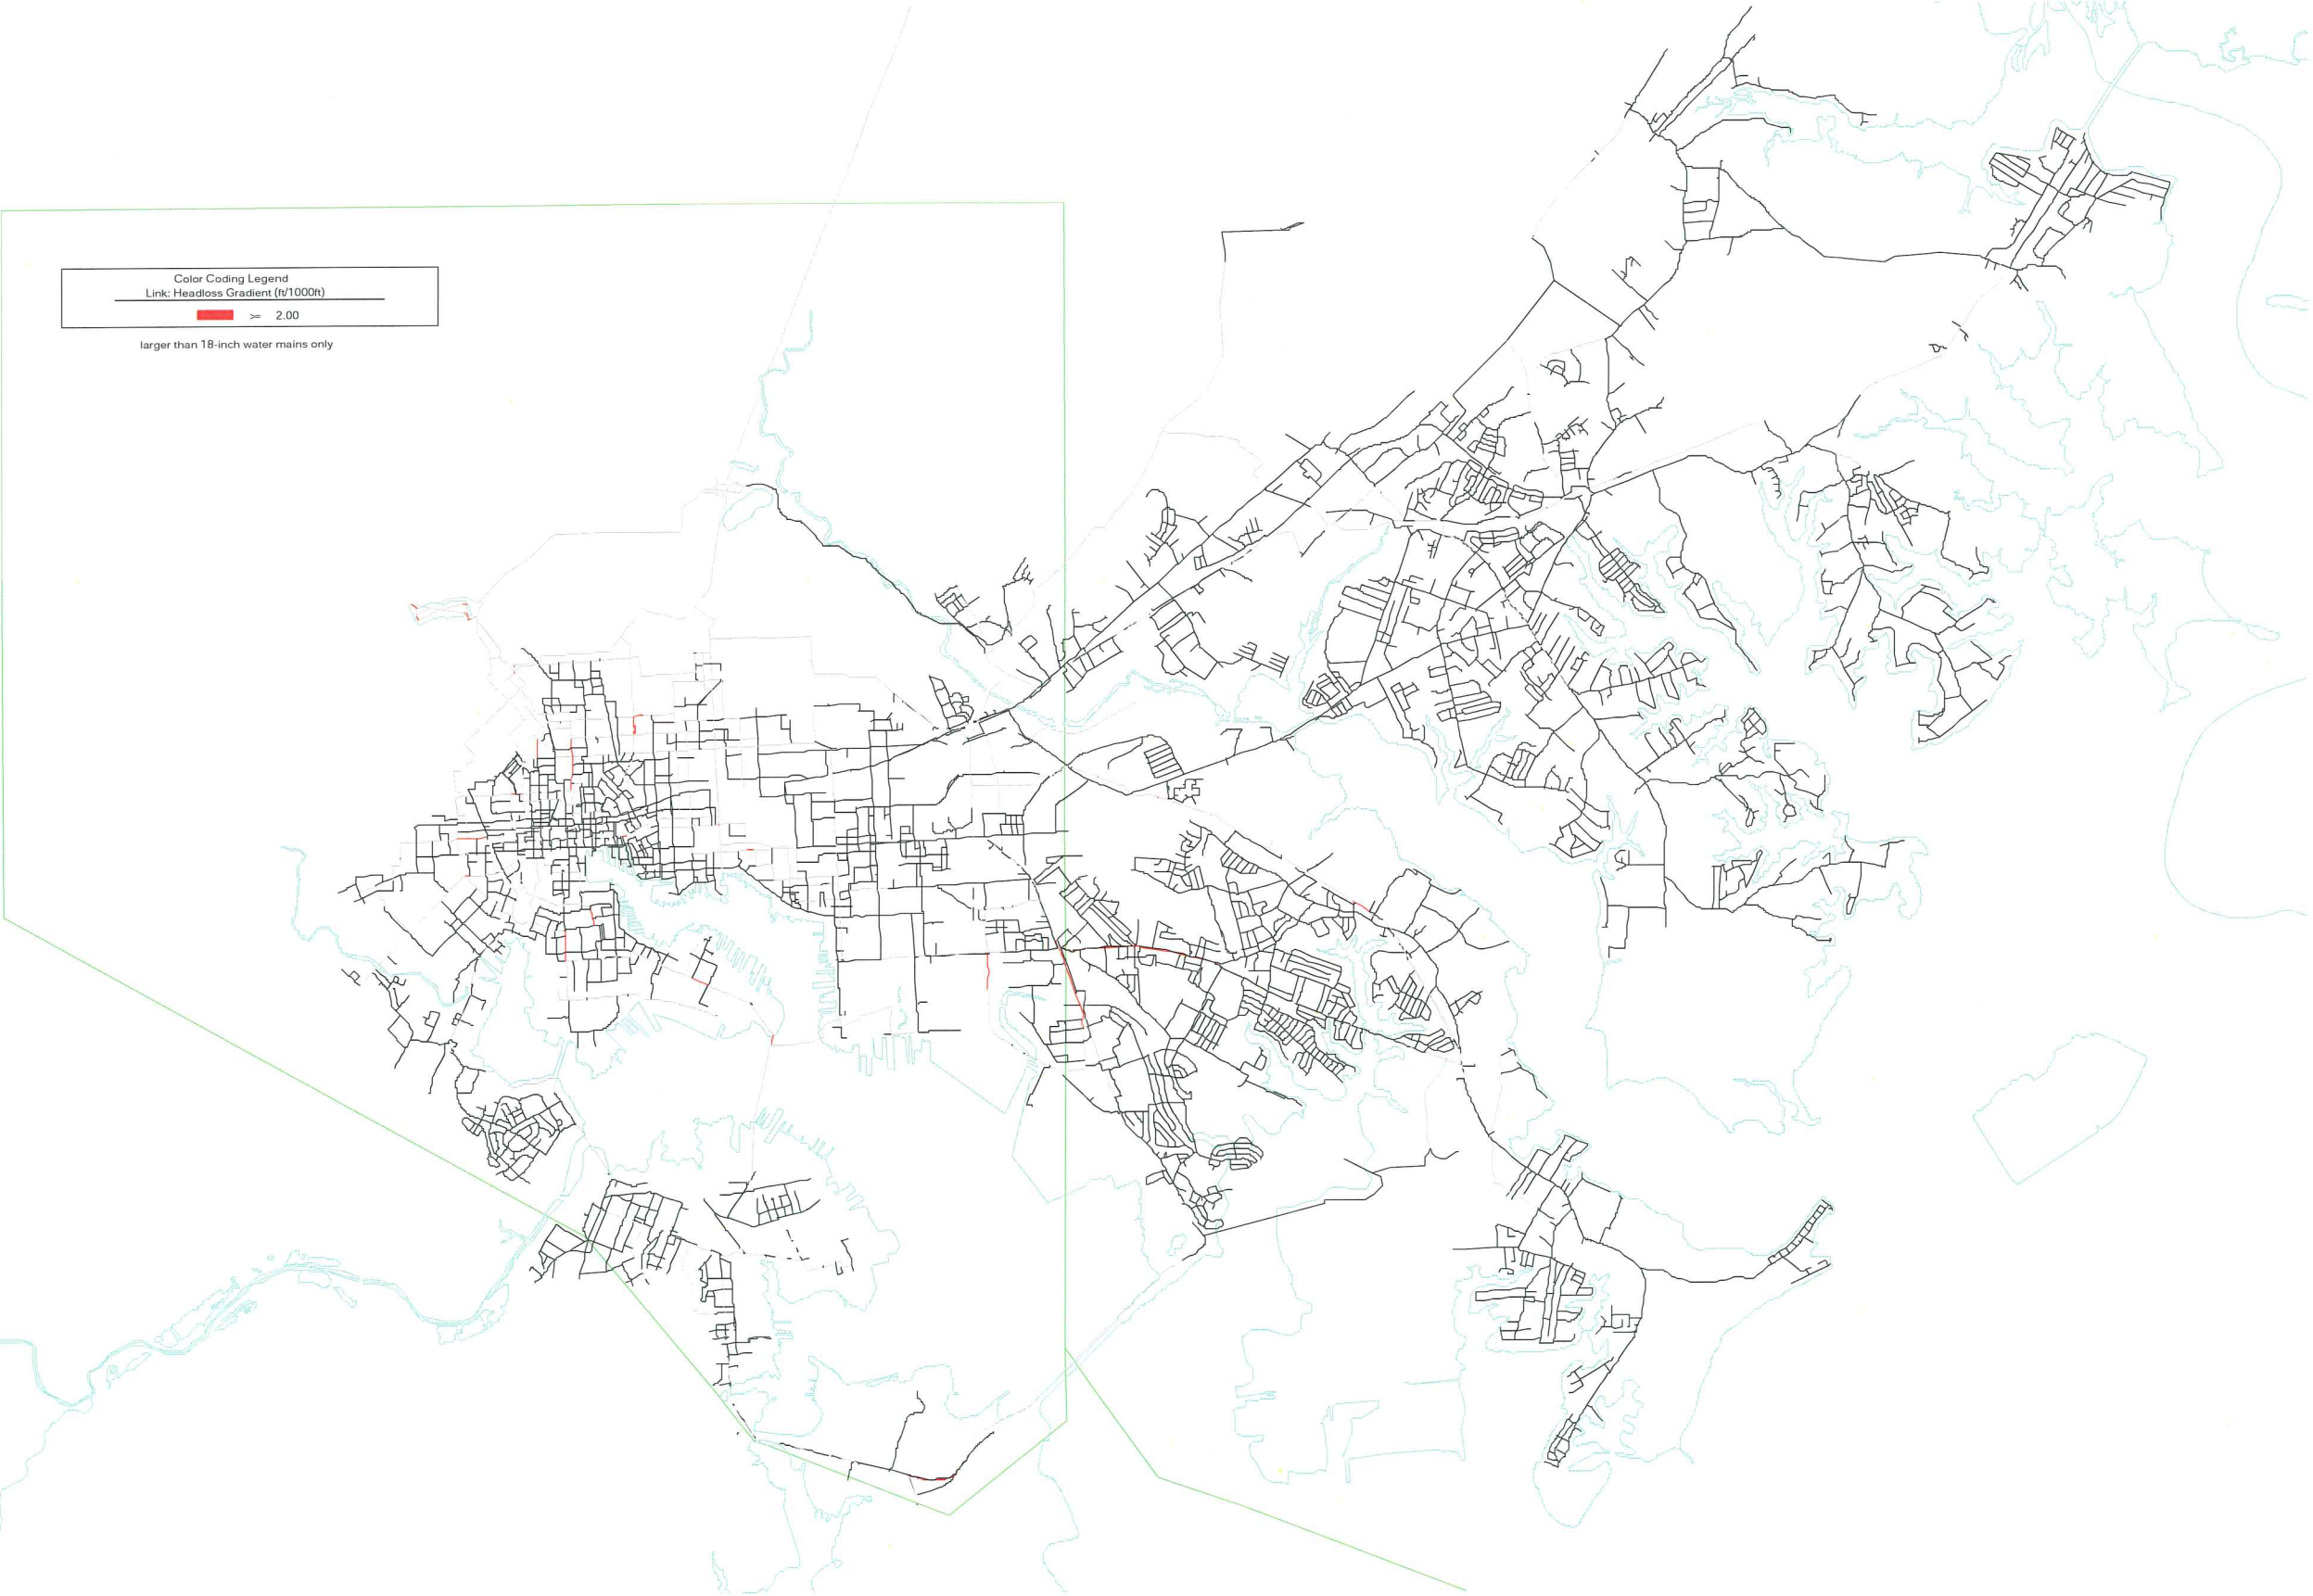 Color Coding Legend
Link: Headloss Gradient (ft/1000ft)
>= 2.00
larger than 18-inch water mains only